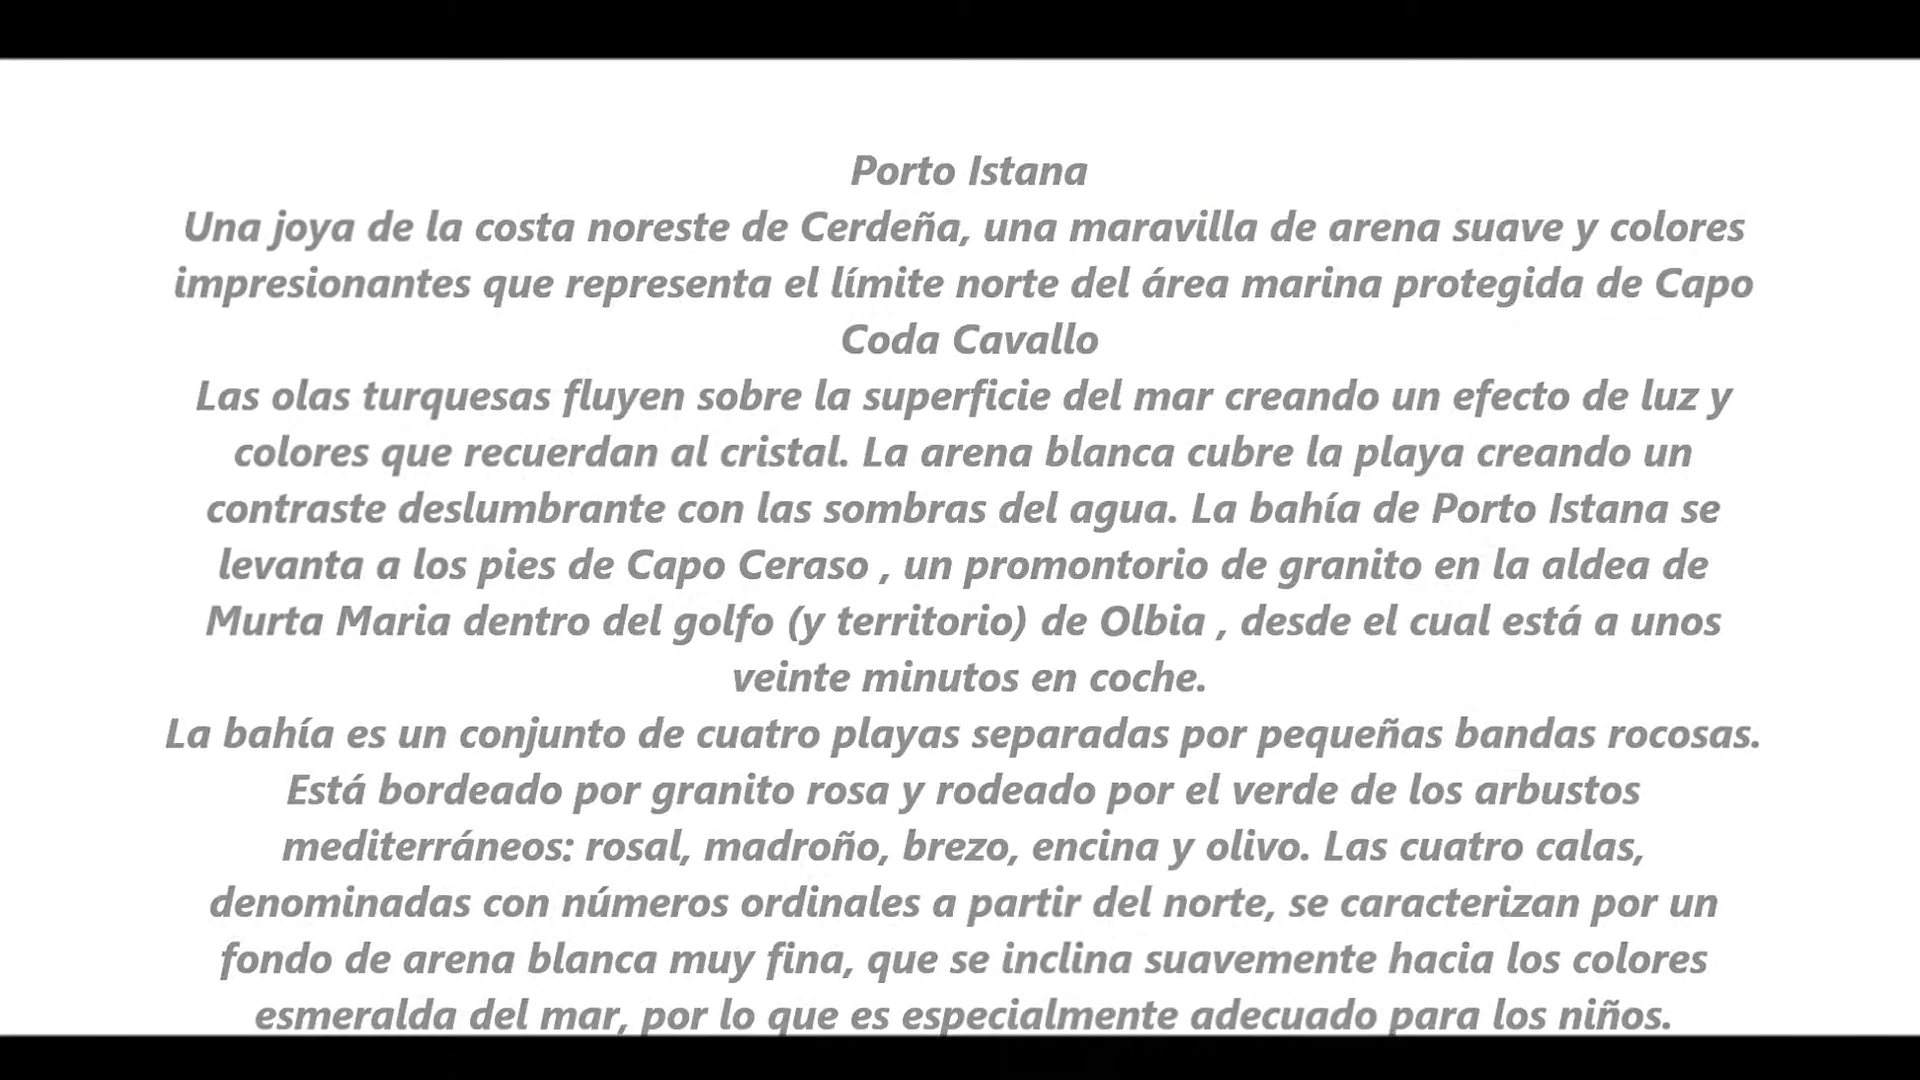 Porto Istana
Una joya de la costa noreste de Cerdeña, una maravilla de arena suave y colores
impresionantes que representa el límite norte del área marina protegida de Capo
Coda Cavallo
Las olas turquesas fluyen sobre la superficie del mar creando un efecto de luz y
colores que recuerdan al cristal. La arena blanca cubre la playa creando un
contraste deslumbrante con las sombras del agua. La bahía de Porto Istana se
levanta a los pies de Capo Ceraso , un promontorio de granito en la aldea de
Murta Maria dentro del golfo (y territorio) de Olbia , desde el cual está a unos
veinte minutos en coche.
La bahía es un conjunto de cuatro playas separadas por pequeñas bandas rocosas.
Está bordeado por granito rosa y rodeado por el verde de los arbustos
mediterráneos: rosal, madroño, brezo, encina y olivo. Las cuatro calas,
denominadas con números ordinales a partir del norte, se caracterizan por un
fondo de arena blanca muy fina, que se inclina suavemente hacia los colores
esmeralda del mar, por lo que es especialmente adecuado para los niños.